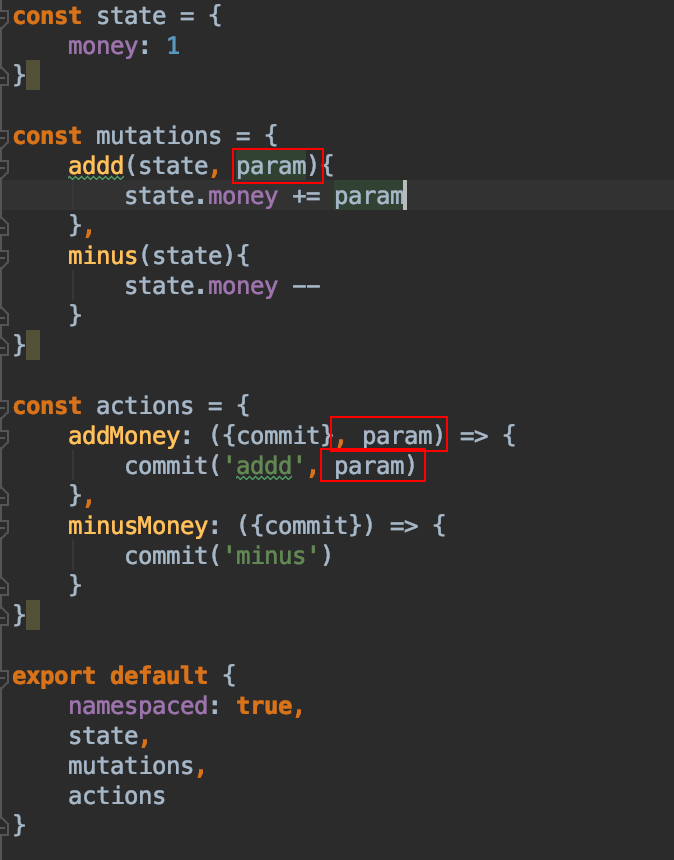 const state = {
    money: 1
}
const mutations = {
    addd(state, param){
        state.money += param
    },
    minus(state){
        state.money --
    }
}
const actions = {
    addMoney: ({commit}, param) => {
        commit('addd', param)
    },
    minusMoney: ({commit}) => {
        commit('minus')
    }
}
export default {
    namespaced: true,
    state,
    mutations,
    actions
}